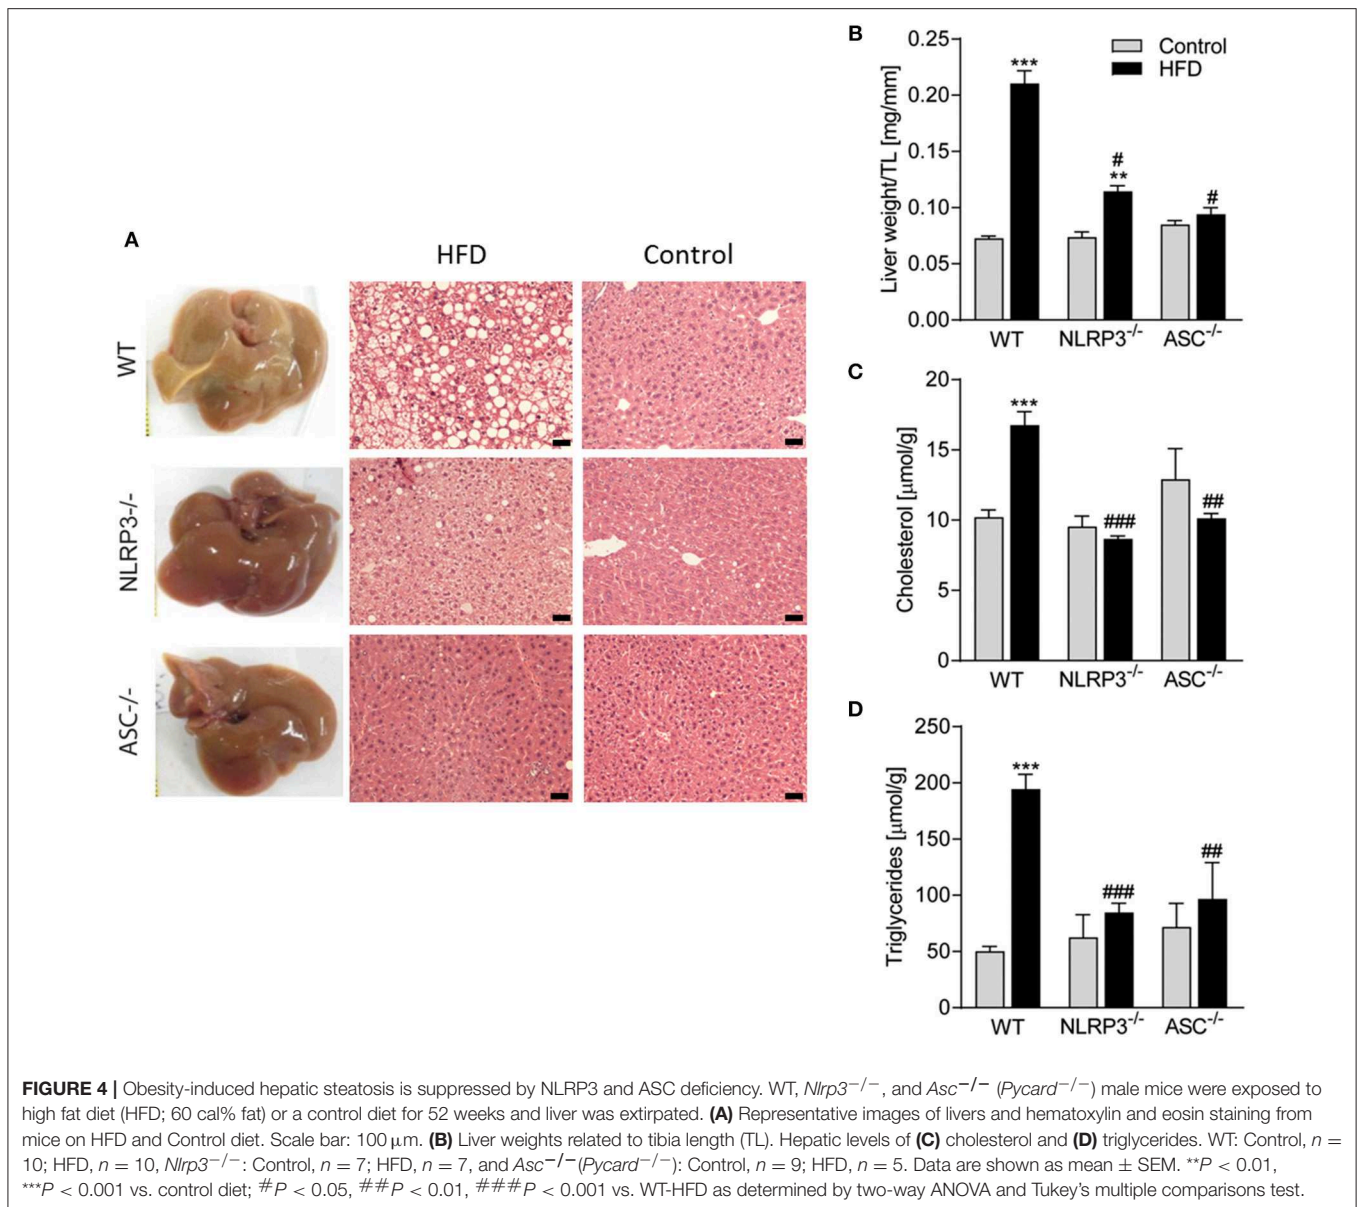 A
HFD
Control
WT
NLRP3-/-
ASC-/-
B
Liver weight/TL [mg/mm]
0.25
0.20
0.15
0.10
0.05
0.00
Control
HFD
***
#
**
#
WT
NLRP3-/-
ASC-/-
C
Cholesterol [µmol/g]
20
15
10
5
0
***
###
##
WT
NLRP3-/-
ASC-/-
D
Triglycerides [µmol/g]
250
200
150
100
50
0
***
###
##
WT
NLRP3-/-
ASC-/-
FIGURE 4 | Obesity-induced hepatic steatosis is suppressed by NLRP3 and ASC deficiency. WT, Nlrp3−/−, and Asc−/− (Pycard−/−) male mice were exposed to
high fat diet (HFD; 60 cal% fat) or a control diet for 52 weeks and liver was extirpated. (A) Representative images of livers and hematoxylin and eosin staining from
mice on HFD and Control diet. Scale bar: 100 µm. (B) Liver weights related to tibia length (TL). Hepatic levels of (C) cholesterol and (D) triglycerides. WT: Control, n =
10; HFD, n = 10, Nlrp3−/−: Control, n = 7; HFD, n = 7, and Asc−/−(Pycard−/−): Control, n = 9; HFD, n = 5. Data are shown as mean ± SEM. **P < 0.01,
***P < 0.001 vs. control diet; #P < 0.05, ##P < 0.01, ###P < 0.001 vs. WT-HFD as determined by two-way ANOVA and Tukey's multiple comparisons test.